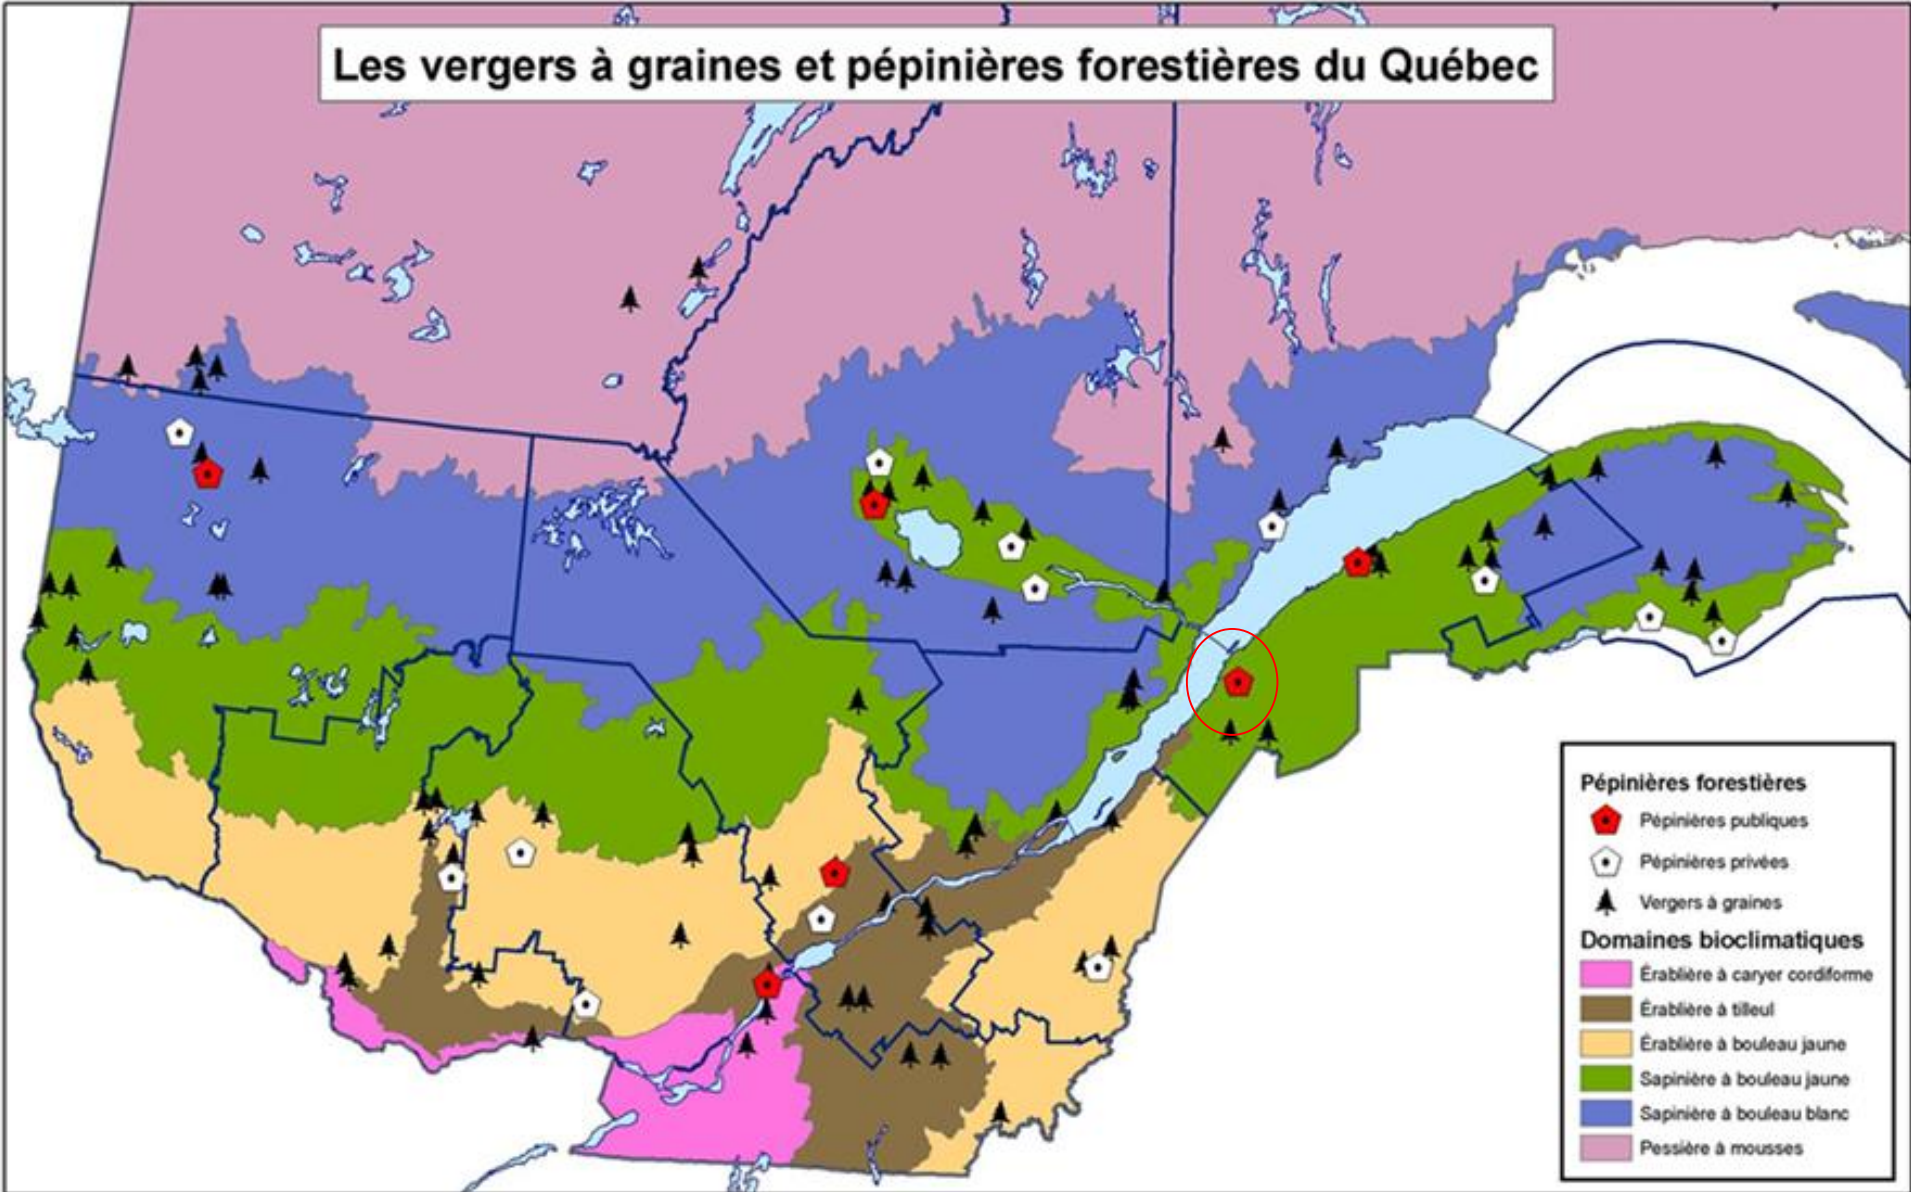 Les vergers à graines et pépinières forestières du Québec
Pépinières forestières
Pépinières publiques
Pépinières privées
Vergers à graines
Domaines bioclimatiques
Érablière à caryer cordiforme
Érablière à tilleul
Érablière à bouleau jaune
Sapinière à bouleau jaune
Sapinière à bouleau blanc
Pessière à mousses